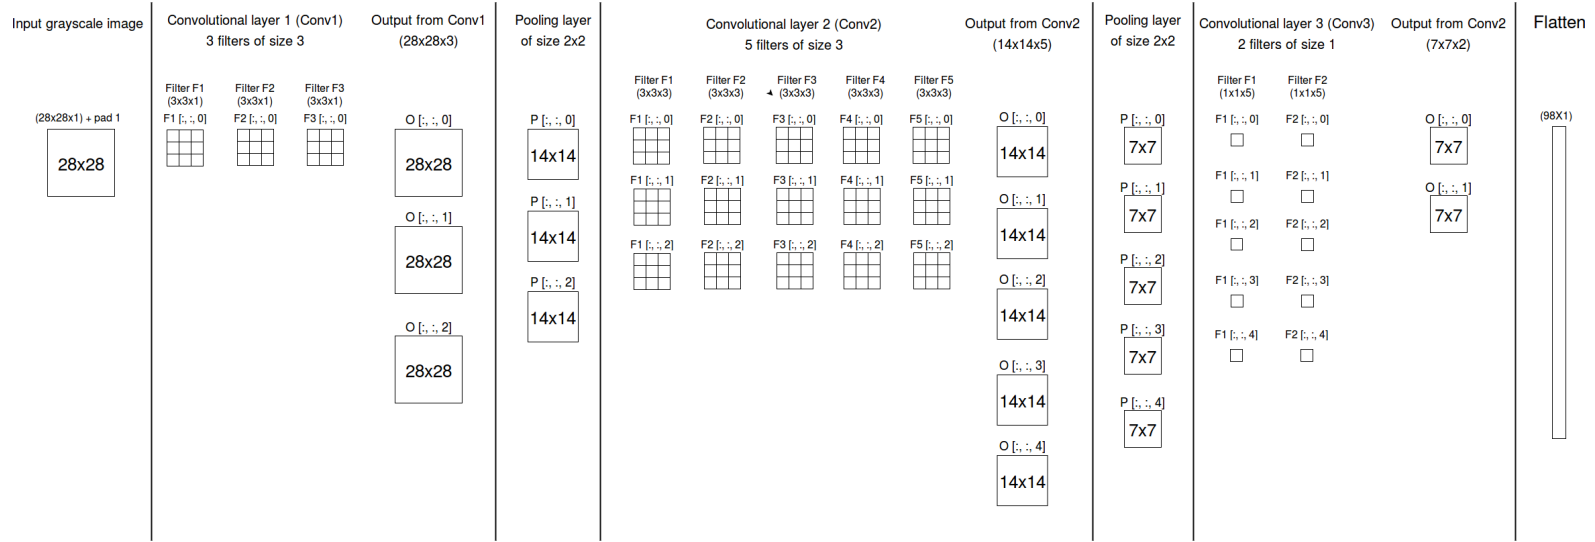 Input grayscale image
(28x28x1) + pad 1
28x28
Convolutional layer 1 (Conv1)
3 filters of size 3
Filter F1
(3x3x1)
F1 [:, :, 0]
Filter F2
(3x3x1)
F2 [:, :, 0]
Filter F3
(3x3x1)
F3 [:, :, 0]
Output from Conv1
(28x28x3)
O [:, :, 0]
28x28
O [:, :, 1]
28x28
O [:, :, 2]
28x28
Pooling layer
of size 2x2
P [:, :, 0]
14x14
P [:, :, 1]
14x14
P [:, :, 2]
14x14
Convolutional layer 2 (Conv2)
5 filters of size 3
Filter F1
(3x3x3)
F1 [:, :, 0]
F1 [:, :, 1]
F1 [:, :, 2]
Filter F2
(3x3x3)
F2 [:, :, 0]
F2 [:, :, 1]
F2 [:, :, 2]
Filter F3
(3x3x3)
F3 [:, :, 0]
F3 [:, :, 1]
F3 [:, :, 2]
Filter F4
(3x3x3)
F4 [:, :, 0]
F4 [:, :, 1]
F4 [:, :, 2]
Filter F5
(3x3x3)
F5 [:, :, 0]
F5 [:, :, 1]
F5 [:, :, 2]
Output from Conv2
(14x14x5)
O [:, :, 0]
14x14
O [:, :, 1]
14x14
O [:, :, 2]
14x14
O [:, :, 3]
14x14
O [:, :, 4]
14x14
Pooling layer
of size 2x2
P [:, :, 0]
7x7
P [:, :, 1]
7x7
P [:, :, 2]
7x7
P [:, :, 3]
7x7
P [:, :, 4]
7x7
Convolutional layer 3 (Conv3)
2 filters of size 1
Filter F1
(1x1x5)
F1 [:, :, 0]
F1 [:, :, 1]
F1 [:, :, 2]
F1 [:, :, 3]
F1 [:, :, 4]
Filter F2
(1x1x5)
F2 [:, :, 0]
F2 [:, :, 1]
F2 [:, :, 2]
F2 [:, :, 3]
F2 [:, :, 4]
Output from Conv2
(7x7x2)
O [:, :, 0]
7x7
O [:, :, 1]
7x7
Flatten
(98X1)